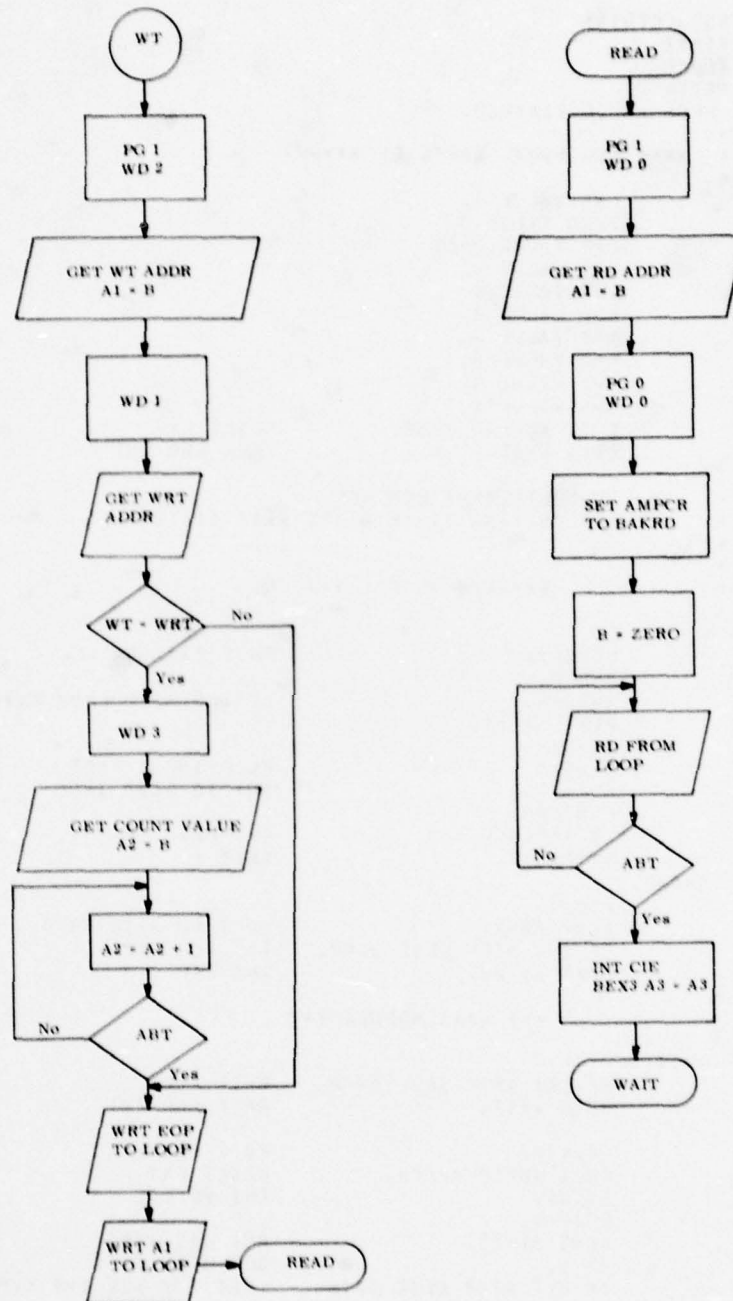 WT
PG 1
WD 2
GET WT ADDR
A1 = B
WD 1
GET WRT
ADDR
WT = WRT
No
Yes
WD 3
GET COUNT VALUE
A2 = B
A2 = A2 + 1
No
ABT
Yes
WRT EOP
TO LOOP
WRT A1
TO LOOP
READ
READ
PG 1
WD 0
GET RD ADDR
A1 = B
PG 0
WD 0
SET AMPCR
TO BAKRD
B = ZERO
RD FROM
LOOP
No
ABT
Yes
INT CIE
BEX3 A3 = A3
WAIT